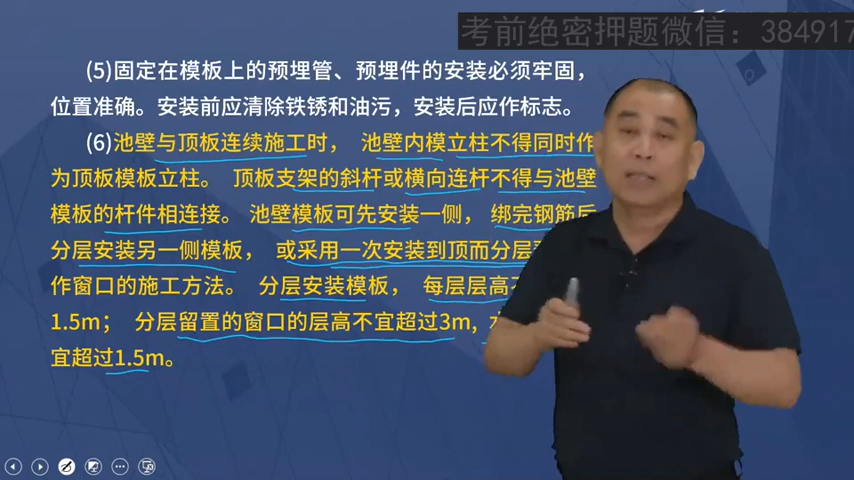 考前绝密押题微信：384917
(5)固定在模板上的预埋管、预埋件的安装必须牢固，
位置准确。安装前应清除铁锈和油污，安装后应作标志。
(6)池壁与顶板连续施工时， 池壁内模立柱不得同时作
为顶板模板立柱。 顶板支架的斜杆或横向连杆不得与池壁
模板的杆件相连接。 池壁模板可先安装一侧， 绑完钢筋后
分层安装另一侧模板， 或采用一次安装到顶而分层
作窗口的施工方法。 分层安装模板， 每层层高不
1.5m； 分层留置的窗口的层高不宜超过3m,
宜超过1.5m。